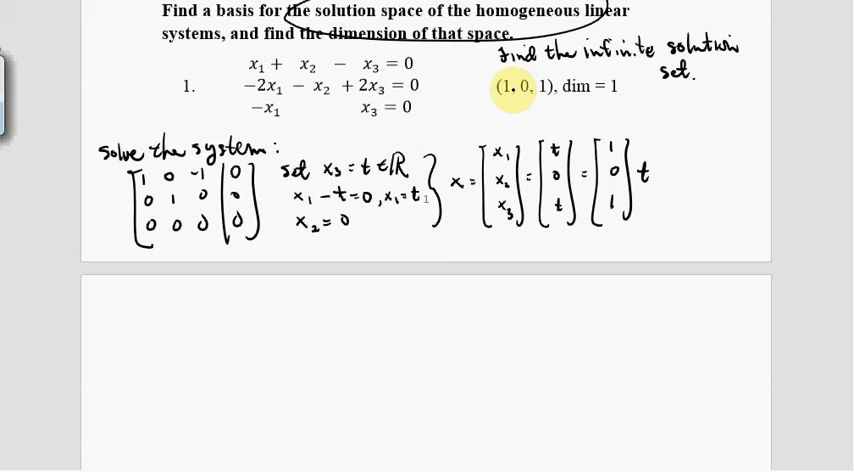 Find a basis for the solution space of the homogeneous linear
systems, and find the dimension of that space.
find the infinite solution
set.
x₁ + x₂ − x₃ = 0
1. −2x₁ − x₂ + 2x₃ = 0 (1, 0, 1), dim = 1
−x₁ x₃ = 0
solve the system:
[1 0 -1 | 0] set x₃ = t ∈ ℝ
[0 1 0 | 0] x₁ - t = 0, x₁ = t
[0 0 0 | 0] x₂ = 0
} x = [x₁ x₂ x₃] = [t 0 t] = [1 0 1] t